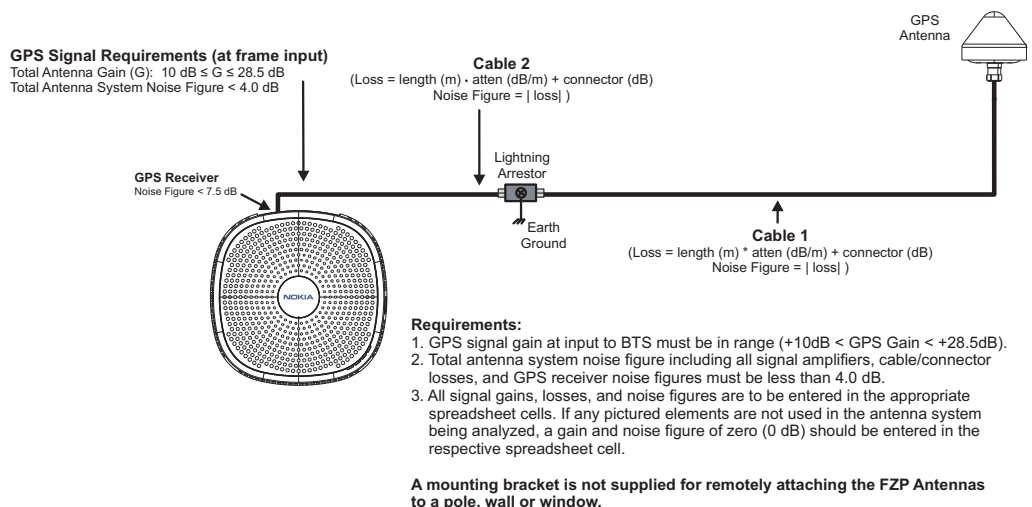 GPS
Antenna
GPS Signal Requirements (at frame input)
Total Antenna Gain (G): 10 dB ≤ G ≤ 28.5 dB
Total Antenna System Noise Figure < 4.0 dB
Cable 2
(Loss = length (m) · atten (dB/m) + connector (dB)
Noise Figure = | loss| )
Lightning
Arrestor
GPS Receiver
Noise Figure < 7.5 dB
Earth
Ground
Cable 1
(Loss = length (m) * atten (dB/m) + connector (dB)
Noise Figure = | loss| )
NOKIA
Requirements:
1. GPS signal gain at input to BTS must be in range (+10dB < GPS Gain < +28.5dB).
2. Total antenna system noise figure including all signal amplifiers, cable/connector
losses, and GPS receiver noise figures must be less than 4.0 dB.
3. All signal gains, losses, and noise figures are to be entered in the appropriate
spreadsheet cells. If any pictured elements are not used in the antenna system
being analyzed, a gain and noise figure of zero (0 dB) should be entered in the
respective spreadsheet cell.
A mounting bracket is not supplied for remotely attaching the FZP Antennas
to a pole, wall or window.